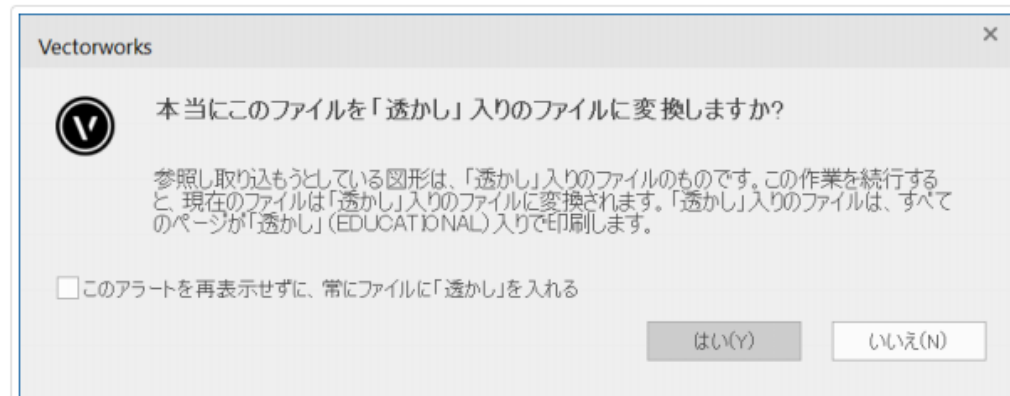 Vectorworks
本当にこのファイルを「透かし」入りのファイルに変換しますか?
参照し取り込もうとしている図形は、「透かし」入りのファイルのものです。この作業を続行する
と、現在のファイルは「透かし」入りのファイルに変換されます。「透かし」入りのファイルは、すべて
のページが「透かし」(EDUCATIONAL)入りで印刷します。
このアラートを再表示せずに、常にファイルに「透かし」を入れる
はい(Y) いいえ(N)